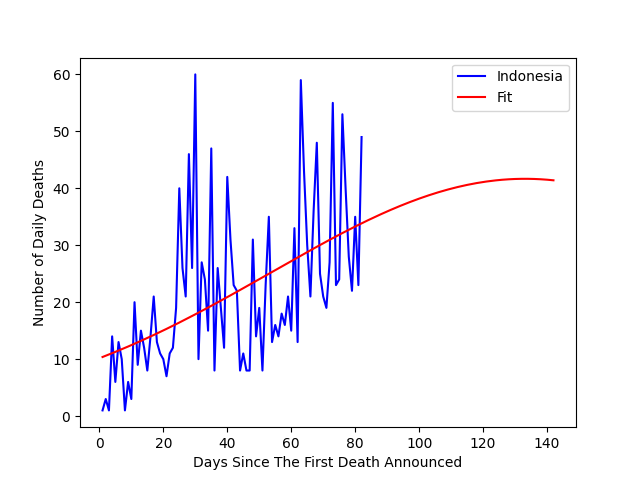 Indonesia
Fit
60
50
40
30
20
10
0
Number of Daily Deaths
0 20 40 60 80 100 120 140
Days Since The First Death Announced